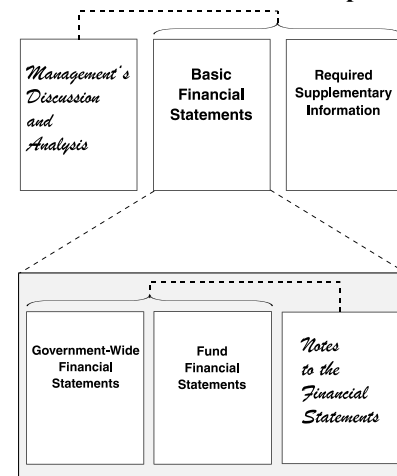 Management's
Discussion
and
Analysis
Basic
Financial
Statements
Required
Supplementary
Information
Government-Wide
Financial
Statements
Fund
Financial
Statements
Notes
to the
Financial
Statements